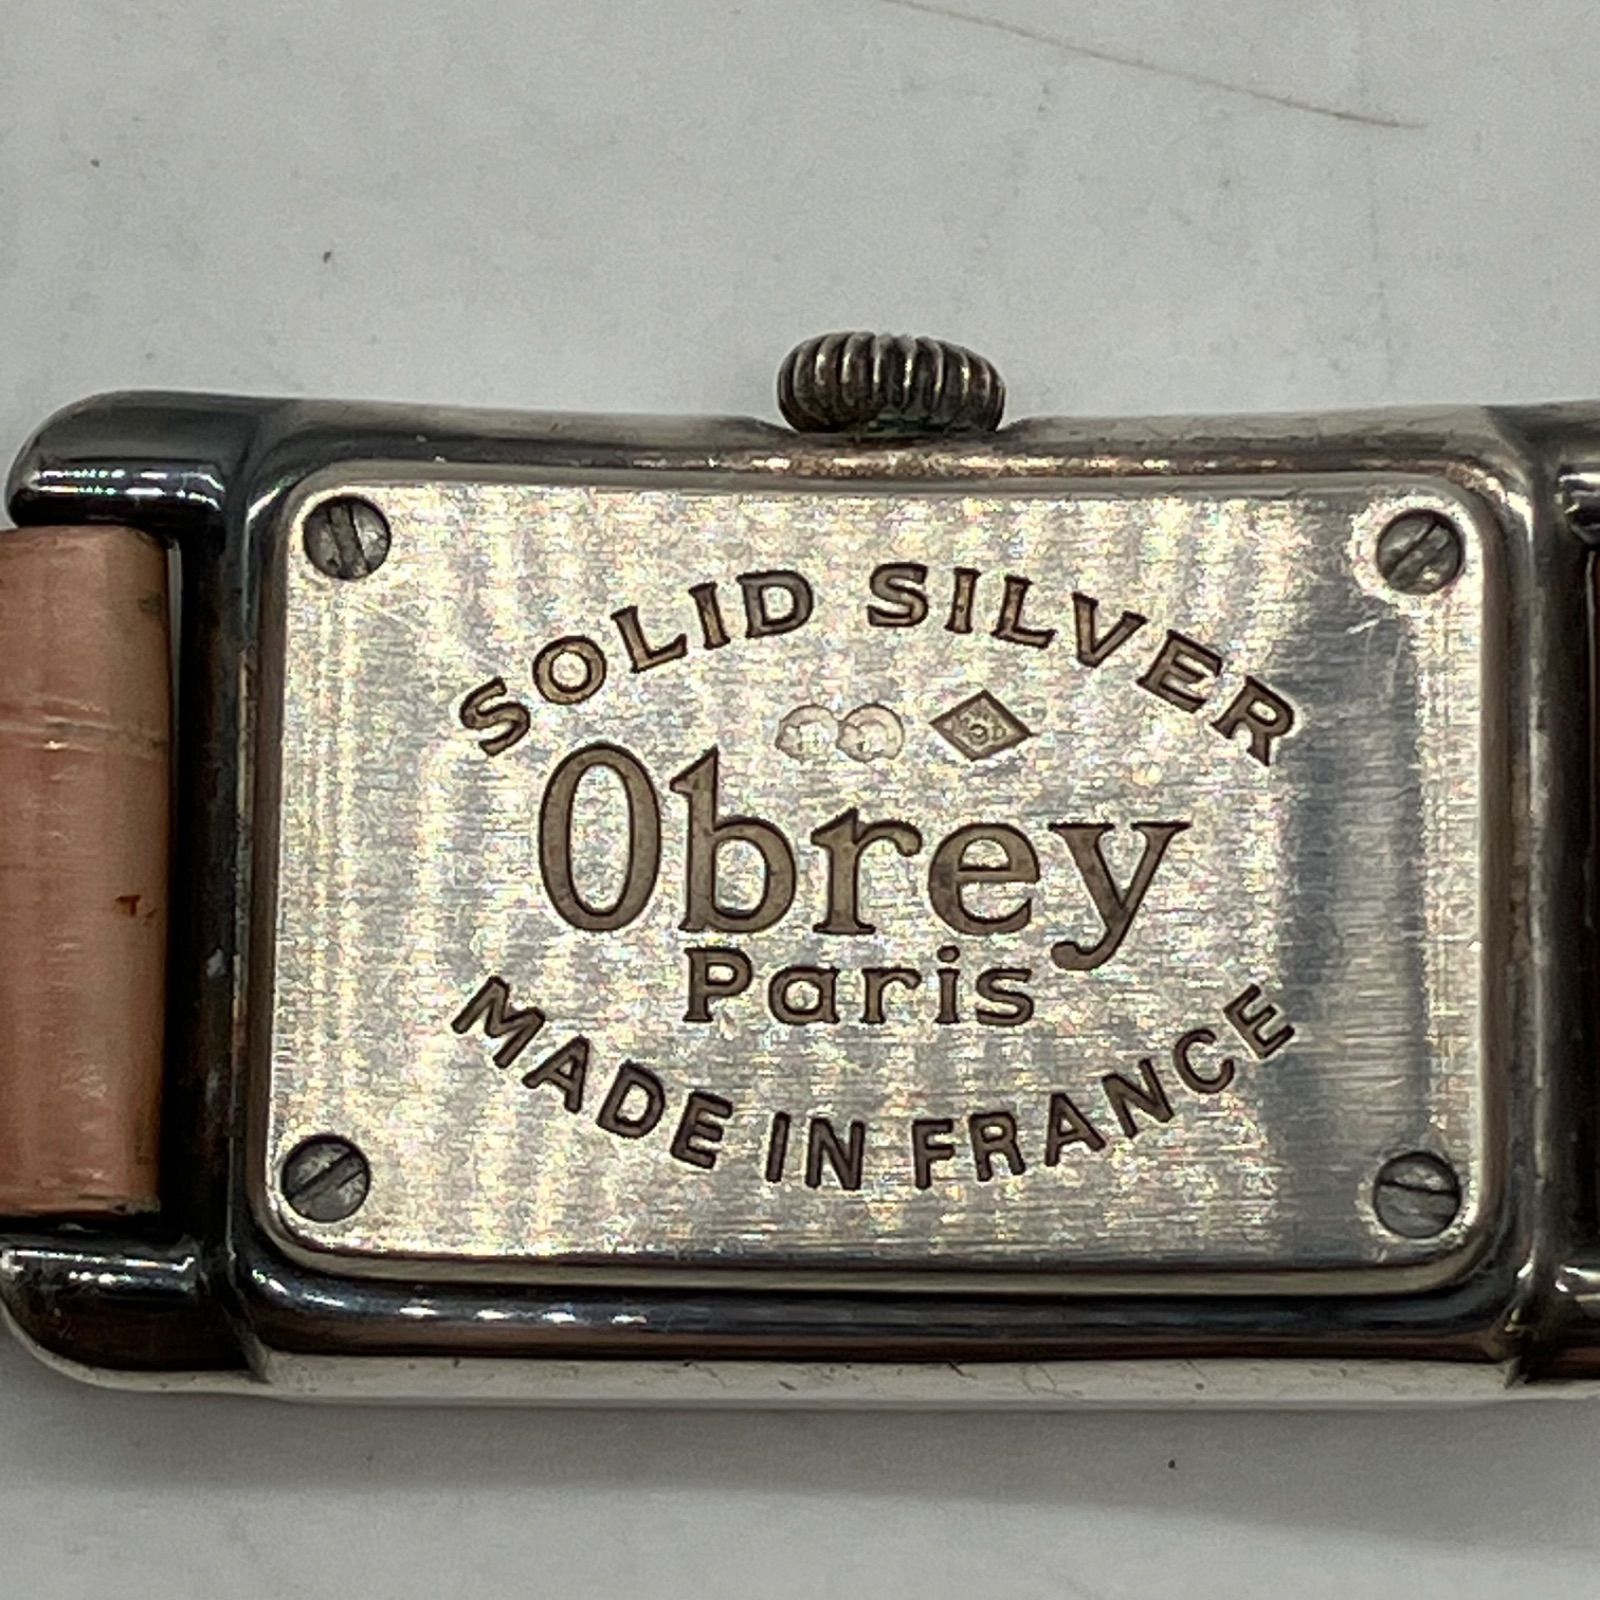 SOLID SILVER
Obrey
Paris
MADE IN FRANCE